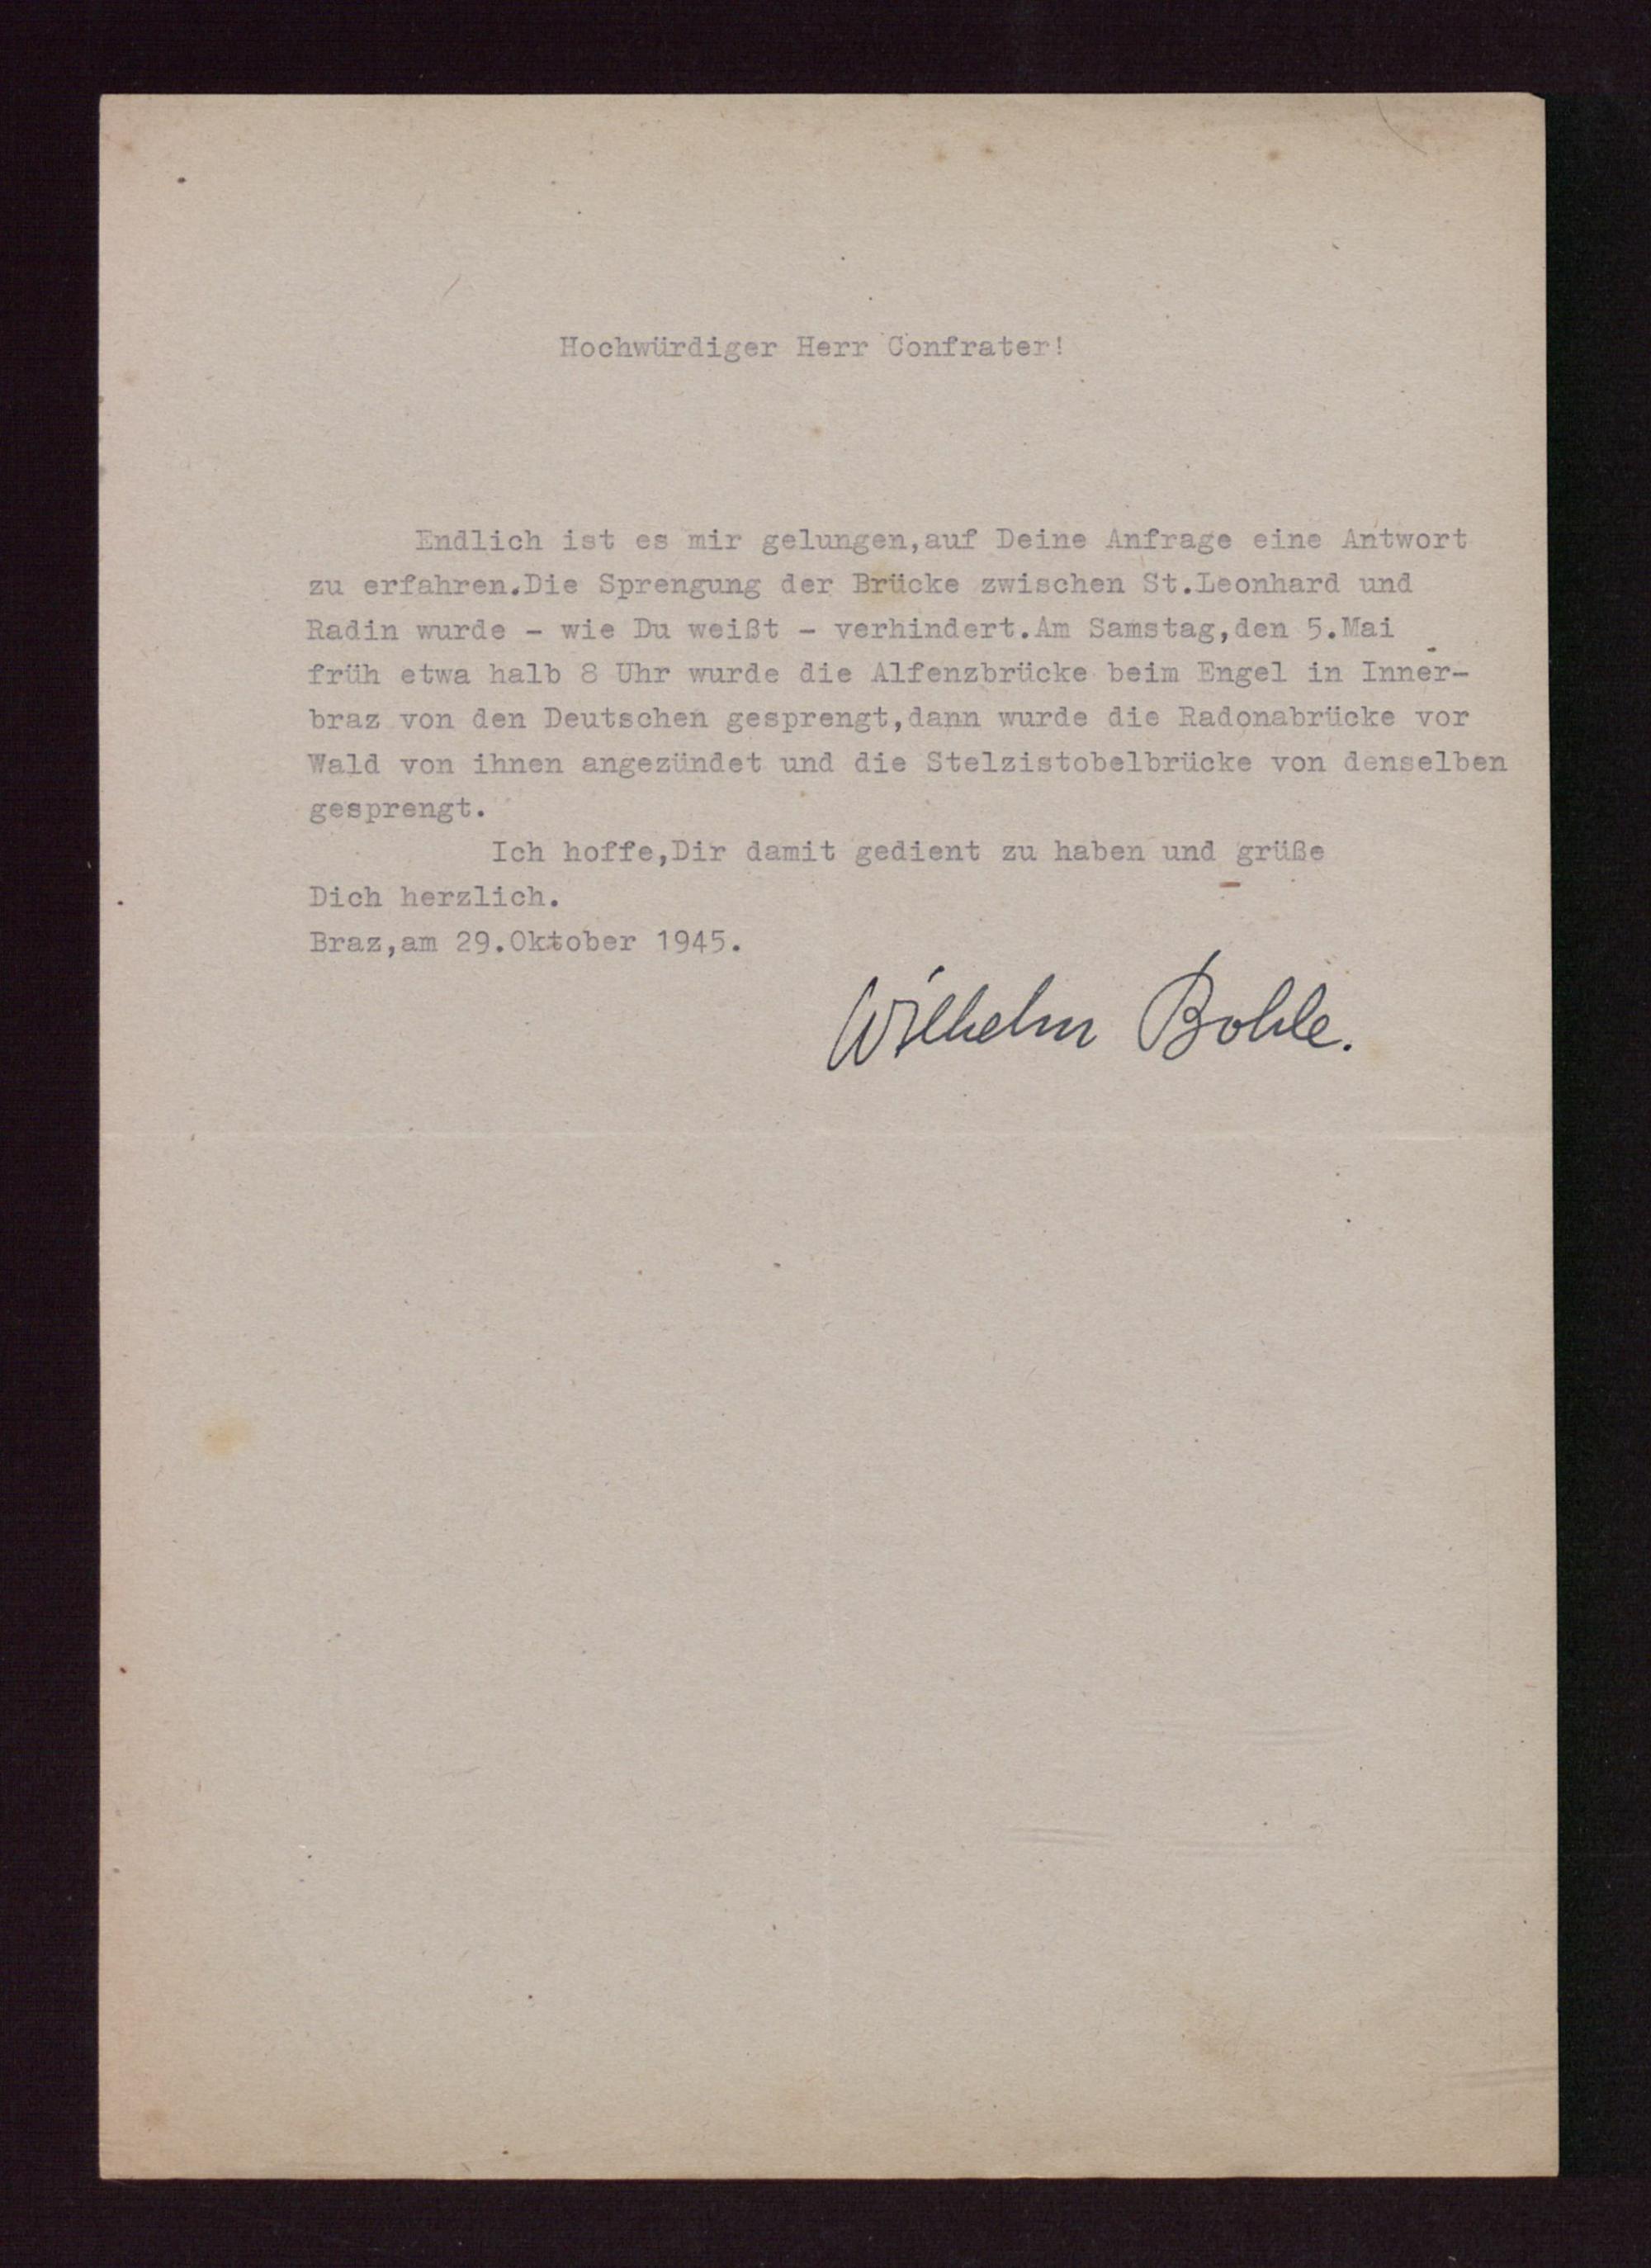 Hochwürdiger Herr Confrater!
Endlich ist es mir gelungen,auf Deine Anfrage eine Antwort
zu erfahren.Die Sprengung der Brücke zwischen St.Leonhard und
Radin wurde - wie Du weißt - verhindert.Am Samstag,den 5.Mai
früh etwa halb 8 Uhr wurde die Alfenzbrücke beim Engel in Inner-
braz von den Deutschen gesprengt,dann wurde die Radonabrücke vor
Wald von ihnen angezündet und die Stelzistobelbrücke von denselben
gesprengt.
Ich hoffe,Dir damit gedient zu haben und grüße
Dich herzlich.
Braz,am 29.Oktober 1945.
Wilhelm Bohle.